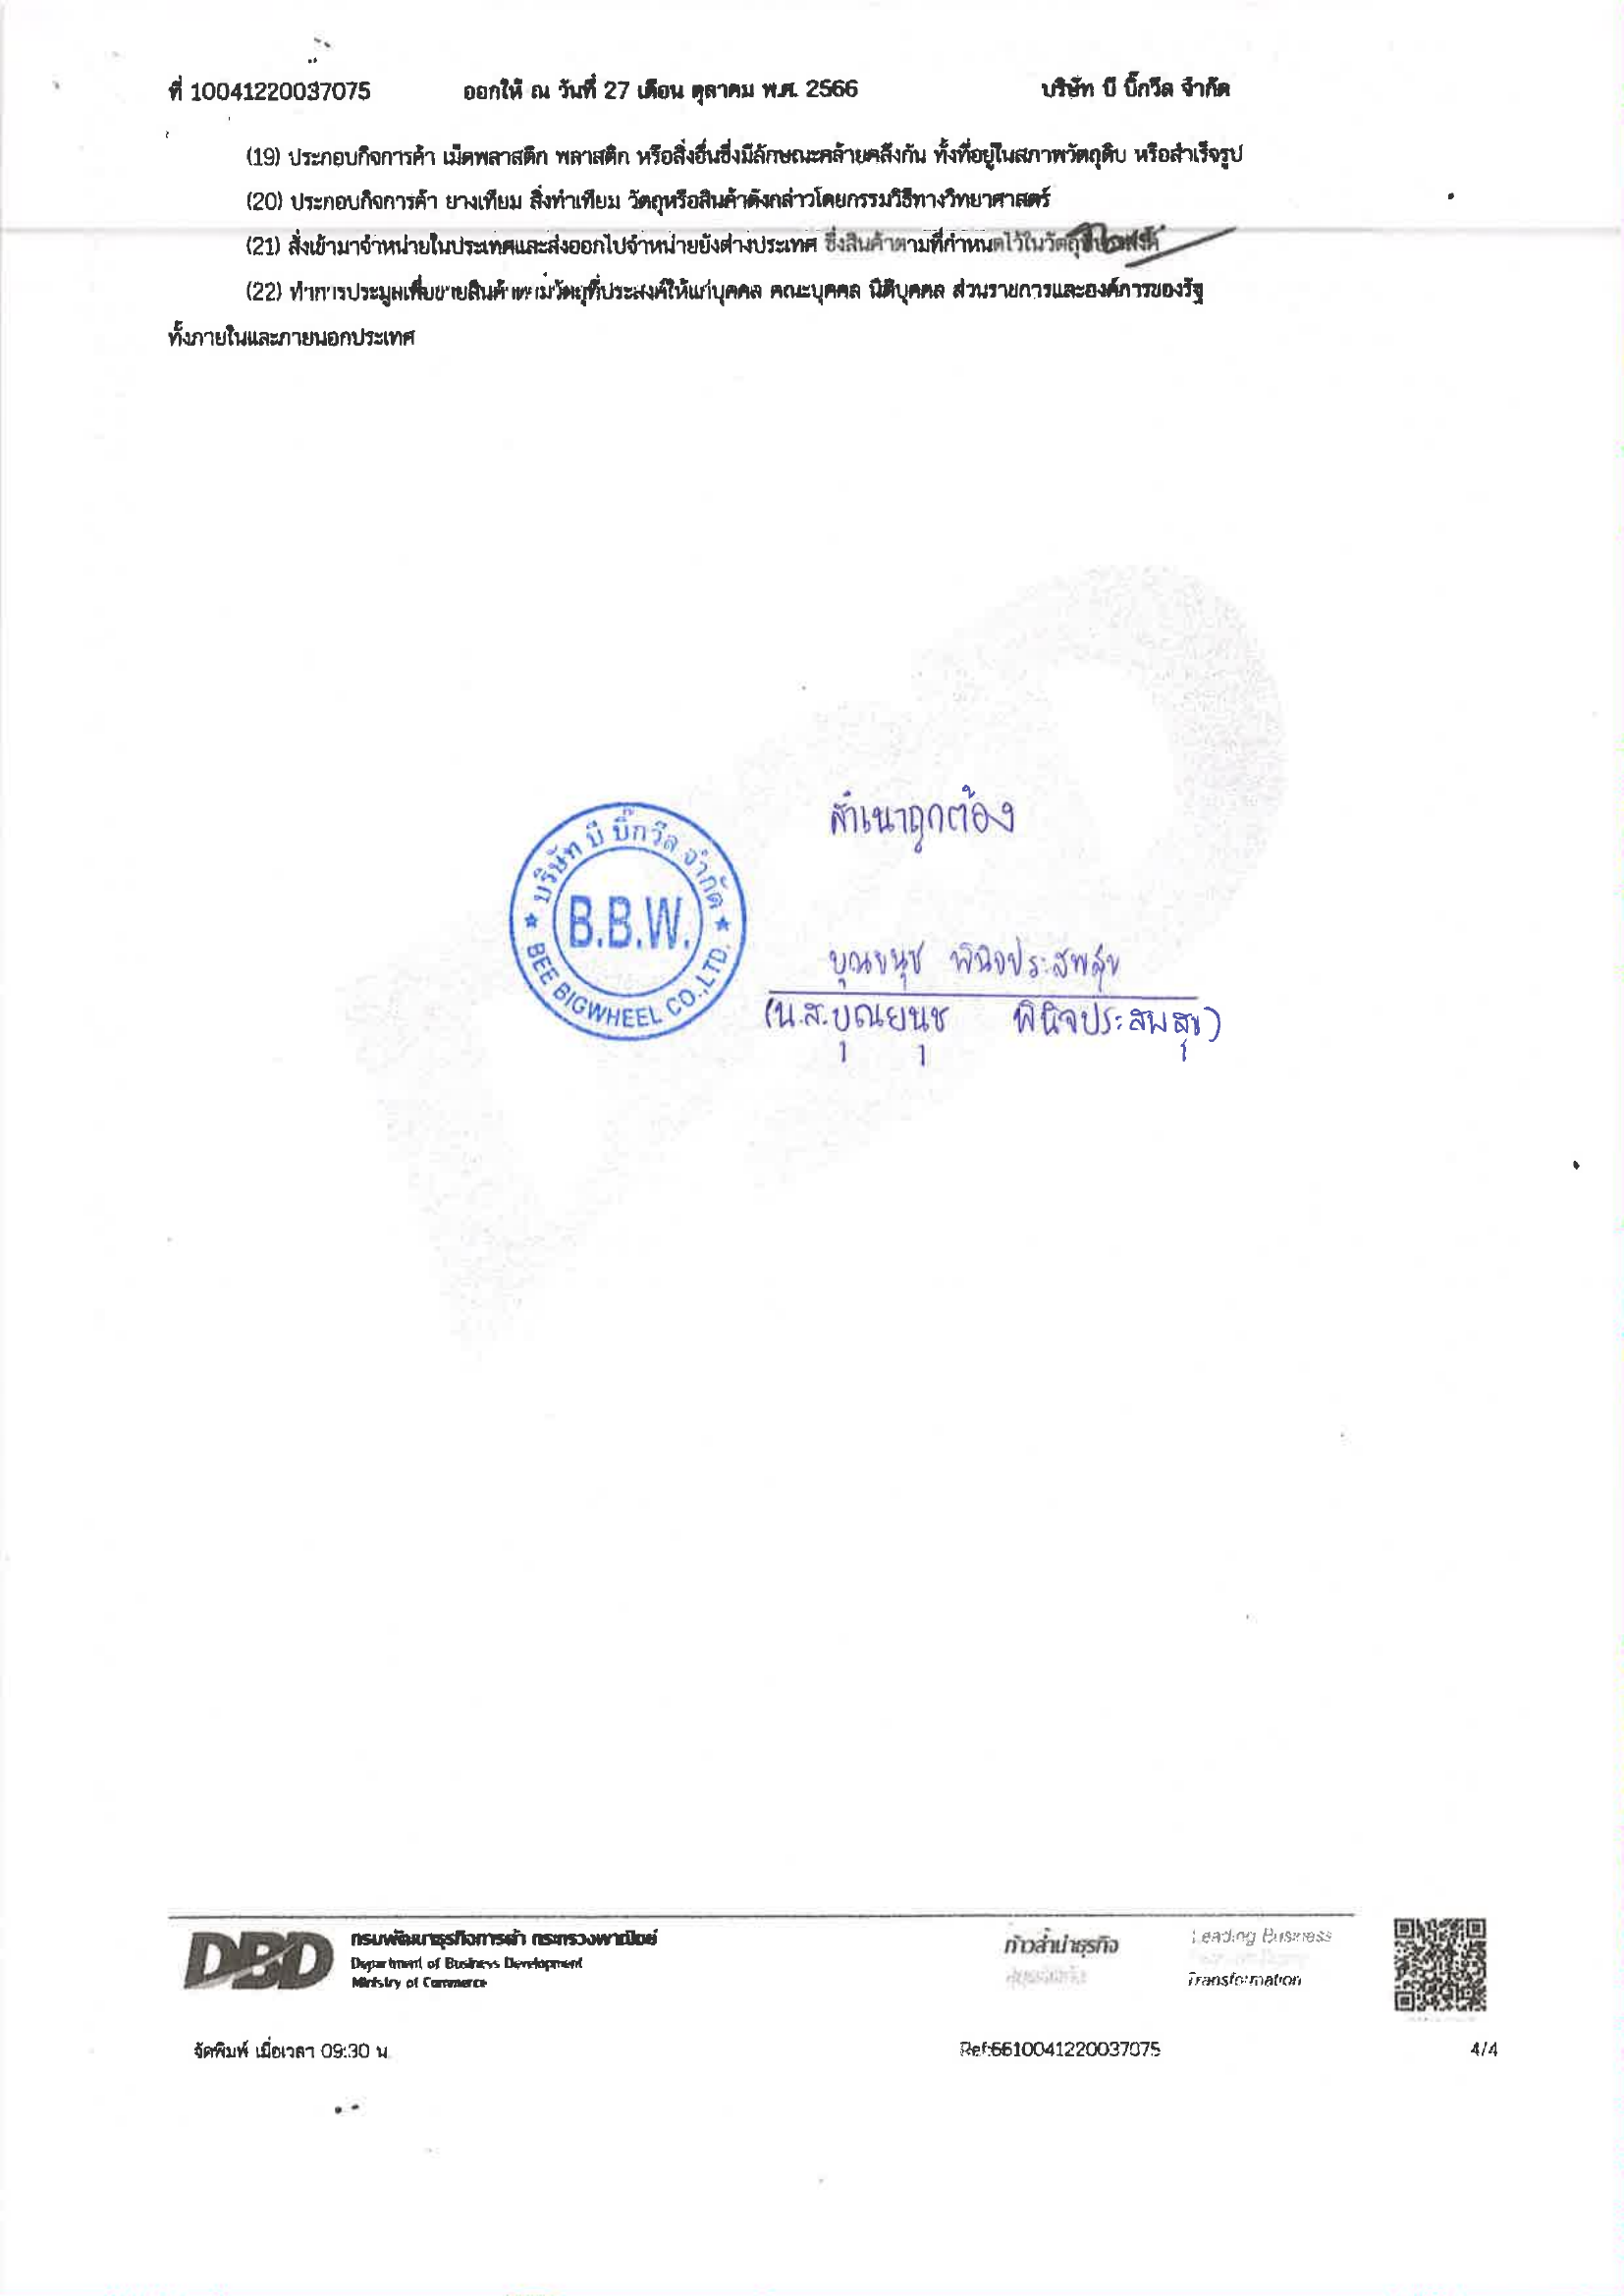 ที่ 10041220037075 ออกให้ ณ วันที่ 27 เดือน ตุลาคม พ.ศ. 2566 บริษัท บี บิ๊กวีล จำกัด
(19) ประกอบกิจการค้า เม็ดพลาสติก พลาสติก หรือสิ่งอื่นซึ่งมีลักษณะคล้ายคลึงกัน ทั้งที่อยู่ในสภาพวัตถุดิบ หรือสำเร็จรูป
(20) ประกอบกิจการค้า ยางเทียม สิ่งทำเทียม วัตถุหรือสินค้าดังกล่าวโดยกรรมวิธีทางวิทยาศาสตร์
(21) สั่งเข้ามาจำหน่ายในประเทศและส่งออกไปจำหน่ายยังต่างประเทศ ซึ่งสินค้าตามที่กำหนดไว้ในวัตถุประสงค์
(22) ทำการประมูลเพื่อขายสินค้าตามวัตถุที่ประสงค์ให้แก่บุคคล คณะบุคคล นิติบุคคล ส่วนราชการและองค์การของรัฐ
ทั้งภายในและภายนอกประเทศ
สำเนาถูกต้อง
บริษัท บี บิ๊กวีล จำกัด
B.B.W.
BEE BIGWHEEL CO.,LTD.
บุณยนุช พินิจประสพสุข
(น.ส.บุณยนุช พินิจประสพสุข)
DBD กรมพัฒนาธุรกิจการค้า กระทรวงพาณิชย์
Department of Business Development
Ministry of Commerce
ก้าวล้ำนำธุรกิจ Leading Business
Transformation
จัดพิมพ์ เมื่อเวลา 09:30 น. Ref:6610041220037075 4/4